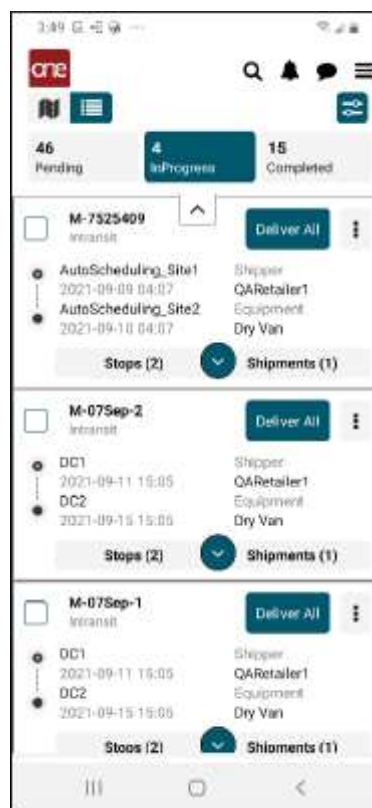 3:49
one
46
Pending
4
InProgress
15
Completed
M-7525409
Intransit
Deliver All
AutoScheduling_Site1
2021-09-09 04:07
AutoScheduling_Site2
2021-09-10 04:07
Shipper
QARetailer1
Equipment
Dry Van
Stops (2)
Shipments (1)
M-07Sep-2
Intransit
Deliver All
DC1
2021-09-11 15:05
DC2
2021-09-15 15:05
Shipper
QARetailer1
Equipment
Dry Van
Stops (2)
Shipments (1)
M-07Sep-1
Intransit
Deliver All
DC1
2021-09-11 15:05
DC2
2021-09-15 15:05
Shipper
QARetailer1
Equipment
Dry Van
Stops (2)
Shipments (1)